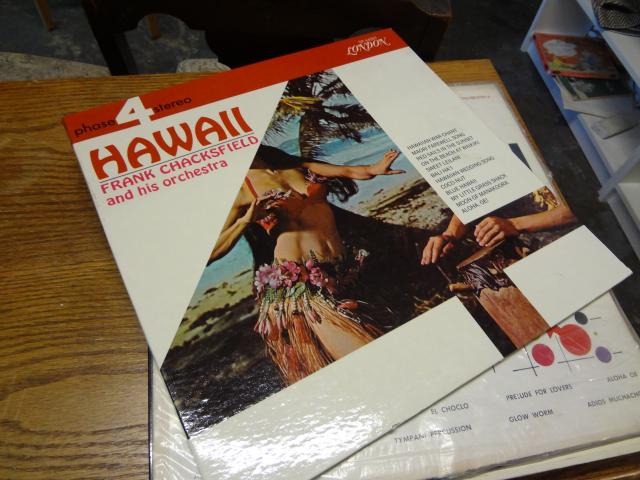 LONDON
phase 4 stereo
HAWAII
FRANK CHACKSFIELD
and his orchestra
HAWAIIAN WAR CHANT
MAORI FAREWELL SONG
RED SAILS IN THE SUNSET
ON THE BEACH AT WAIKIKI
SWEET LEILANI
BALI HA'I
HAWAIIAN WEDDING SONG
COCO NUT
BLUE HAWAII
MY LITTLE GRASS SHACK
MOON OF MANAKOORA
ALOHA, OE!
EL CHOCLO
PRELUDE FOR LOVERS
ALOHA OE
TYMPANI PERCUSSION
GLOW WORM
ADIOS MUCHACHO